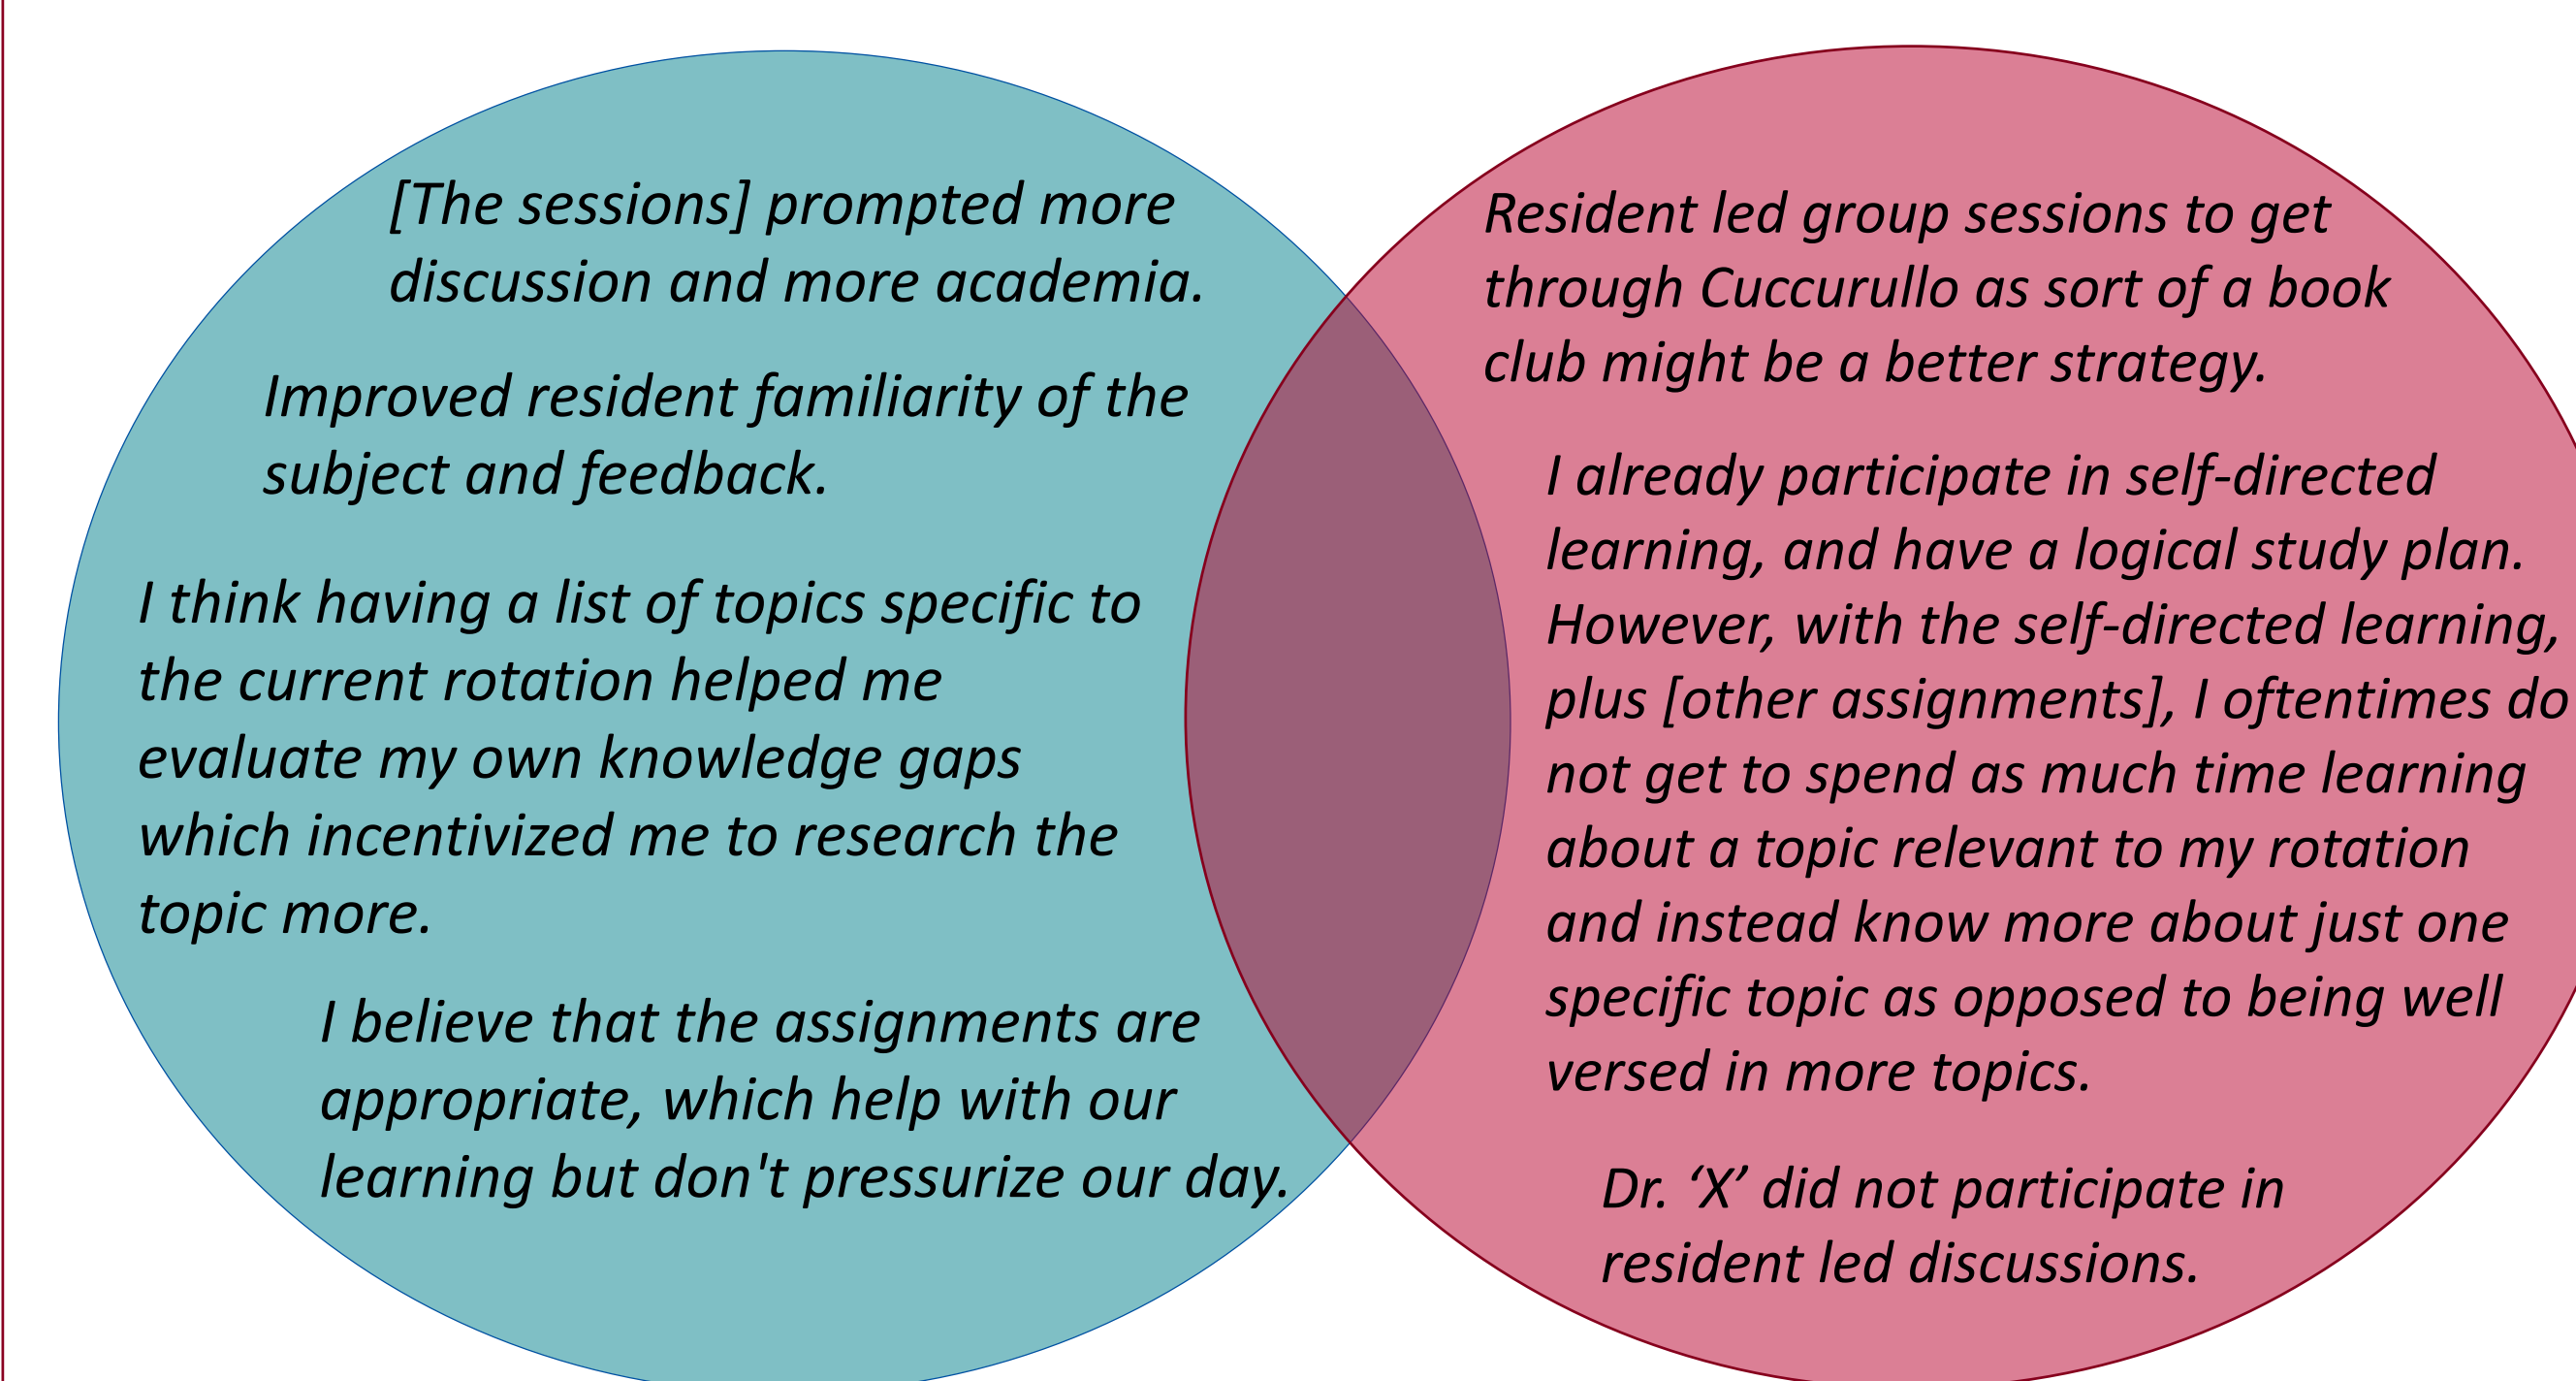 [The sessions] prompted more
discussion and more academia.
Improved resident familiarity of the
subject and feedback.
I think having a list of topics specific to
the current rotation helped me
evaluate my own knowledge gaps
which incentivized me to research the
topic more.
I believe that the assignments are
appropriate, which help with our
learning but don't pressurize our day.
Resident led group sessions to get
through Cuccurullo as sort of a book
club might be a better strategy.
I already participate in self-directed
learning, and have a logical study plan.
However, with the self-directed learning,
plus [other assignments], I oftentimes do
not get to spend as much time learning
about a topic relevant to my rotation
and instead know more about just one
specific topic as opposed to being well
versed in more topics.
Dr. ‘X’ did not participate in
resident led discussions.